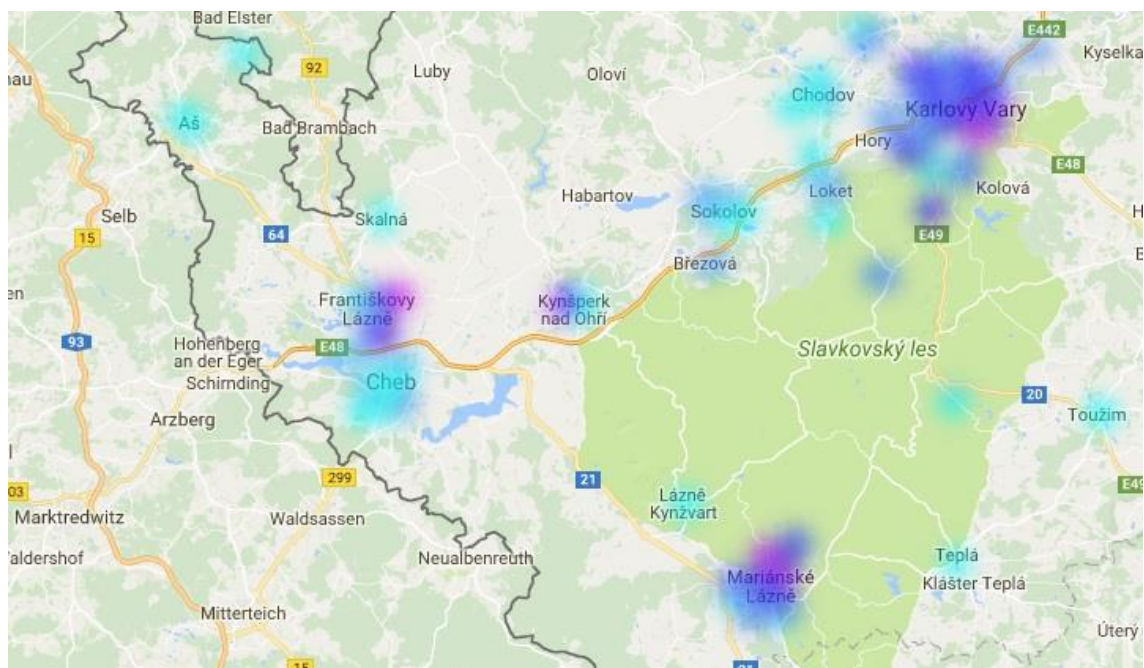 Bad Elster
E442
Kyselka
92
Luby
Oloví
Chodov
Karlovy Vary
Aš
Bad Brambach
Hory
E48
Habartov
Loket
Kolová
Selb
15
Skalná
64
Sokolov
E49
Březová
Františkovy
Lázně
Kynšperk
nad Ohří
93
Hohenberg
an der Eger
E48
Slavkovský les
Schirnding
Cheb
20
Arzberg
Toužim
299
21
Lázně
Kynžvart
E49
03
Marktredwitz
Waldsassen
Neualbenreuth
Teplá
Mariánské
Lázně
Klášter Teplá
Mitterteich
Úterý
15